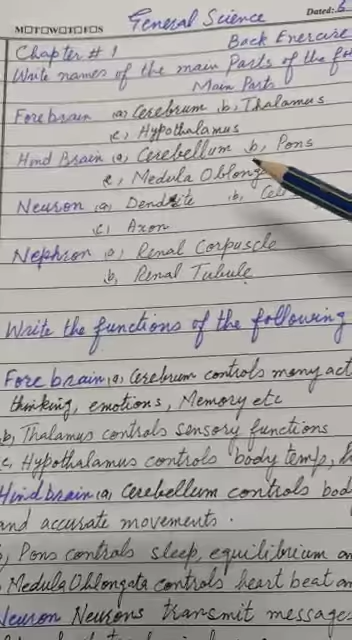 General Science
Dated:
M□T□W□T□F□S
Chapter # 1 Back Exercise
Write names of the main Parts of the fo
Main Parts
Fore brain (a) Cerebrum b, Thalamus
c, Hypothalamus
Hind Brain (a) Cerebellum b, Pons
c, Medula Oblong
Neuron (a) Dendrite b, Cel
c) Axon
Nephron (a) Renal Corpuscle
b, Renal Tubule
Write the functions of the following
Fore brain (a) Cerebrum controls many act
thinking, emotions, Memory etc
b, Thalamus controls sensory functions
c, Hypothalamus controls body temp, h
Hind brain (a) Cerebellum controls bod
and accurate movements.
b, Pons controls sleep, equilibrium an
Medula Oblongata controls heart beat an
Neuron Neurons transmit messages